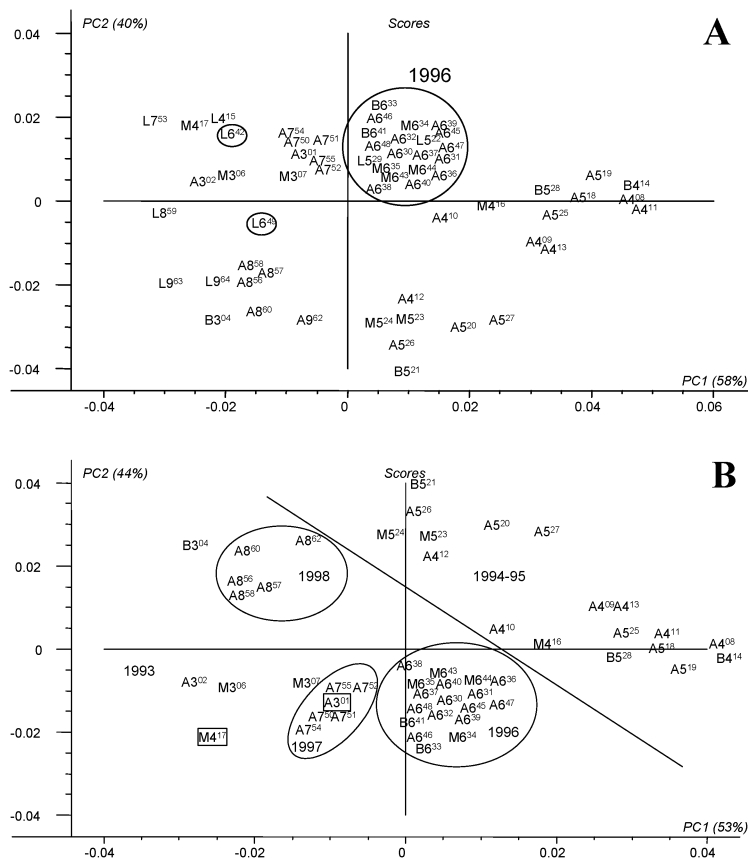 PC2 (40%) Scores A
0.04
1996
B6³³
0.02 L7⁵³ M4¹⁷ L4¹⁵ A6⁴⁶ M6³⁴ A6³⁹
L6⁴² A7⁵⁴ B6⁴¹ A6⁴⁵
A7⁵⁰ A7⁵¹ A6³² L5²²
A6⁴⁸ A6⁴⁷
A3⁰¹ A6³⁰ A6³⁷ A6³¹
A7⁵⁵ L5²⁹
A7⁵² M6³⁵ M6⁴⁴
M3⁰⁶ M3⁰⁷ M6⁴³ A6³⁶ A5¹⁹
A3⁰² A6⁴⁰ B4¹⁴
A6³⁸ B5²⁸
0 A5¹⁸ A4⁰⁸
M4¹⁶ A4¹¹
L8⁵⁹ A4¹⁰ A5²⁵
L6⁴⁹
A4⁰⁹ A4¹³
A8⁵⁸ A8⁵⁷
-0.02 L9⁶³ L9⁶⁴ A8⁵⁶
A4¹²
A8⁶⁰
B3⁰⁴ A9⁶² M5²⁴ M5²³ A5²⁰ A5²⁷
A5²⁶
-0.04 B5²¹
PC1 (58%)
-0.04 -0.02 0 0.02 0.04 0.06
PC2 (44%) Scores B
0.04 B5²¹
A5²⁶
A5²⁰
M5²⁴ M5²³ A5²⁷
B3⁰⁴ A8⁶⁰ A8⁶² A4¹²
0.02
A8⁵⁶ A8⁵⁷ 1998 1994-95
A8⁵⁸
A4⁰⁹ A4¹³
A4¹⁰ A5²⁵ A4¹¹
0 M4¹⁶ A5¹⁸ A4⁰⁸
B5²⁸ B4¹⁴
1993 A6³⁸ A5¹⁹
M6⁴³
A3⁰² M3⁰⁶ M3⁰⁷ A7⁵⁵ A7⁵² M6³⁵ A6⁴⁰ M6⁴⁴ A6³⁶
A6³⁷ A6³¹
A3⁰¹ A6³⁰ A6⁴⁷
A6⁴⁸ A6⁴⁵
A7⁵⁰ A7⁵¹ B6⁴¹ A6³² A6³⁹
-0.02 M4¹⁷ A7⁵⁴ A6⁴⁶ M6³⁴ 1996
1997 B6³³
-0.04 PC1 (53%)
-0.04 -0.02 0 0.02 0.04